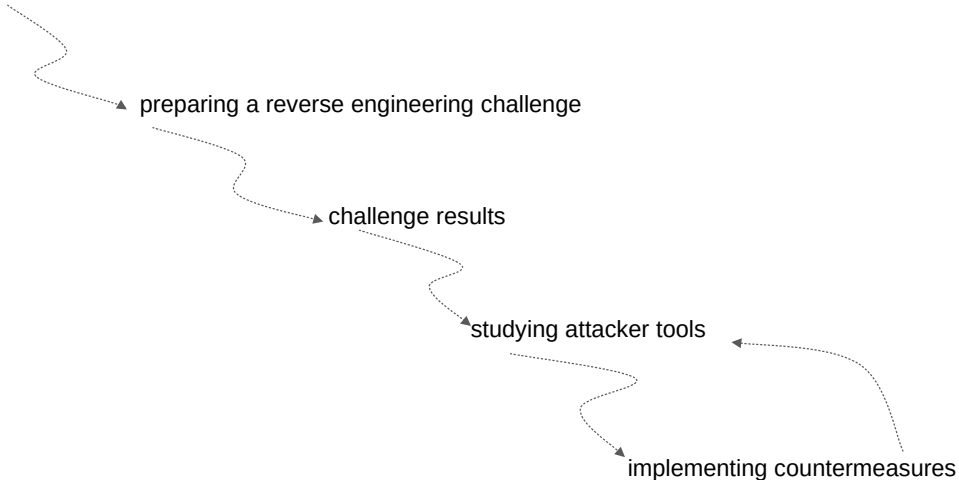 preparing a reverse engineering challenge
challenge results
studying attacker tools
implementing countermeasures